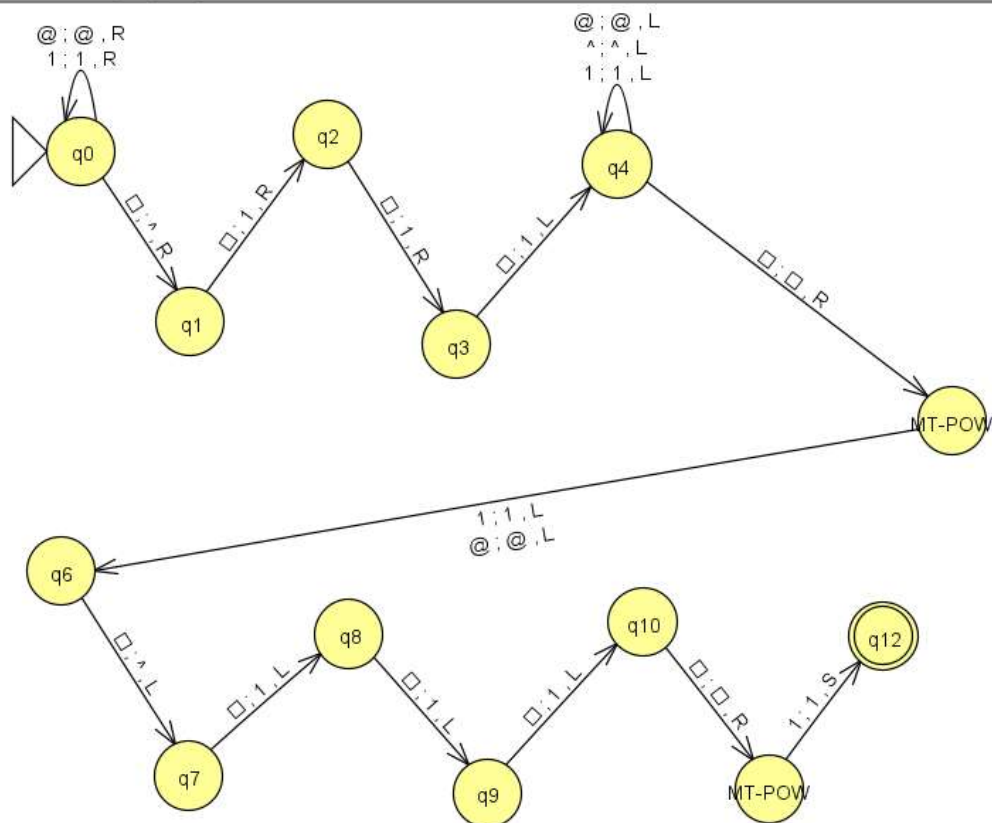 @ ; @ , R
1 ; 1 , R
q0
□ ; ^ , R
q1
□ ; 1 , R
q2
□ ; 1 , R
q3
□ ; 1 , L
@ ; @ , L
^ ; ^ , L
1 ; 1 , L
q4
□ ; □ , R
MT-POW
1 ; 1 , L
@ ; @ , L
q6
□ ; ^ , L
q7
□ ; 1 , L
q8
□ ; 1 , L
q9
□ ; 1 , L
q10
□ ; □ , R
MT-POW
1 ; 1 , S
q12